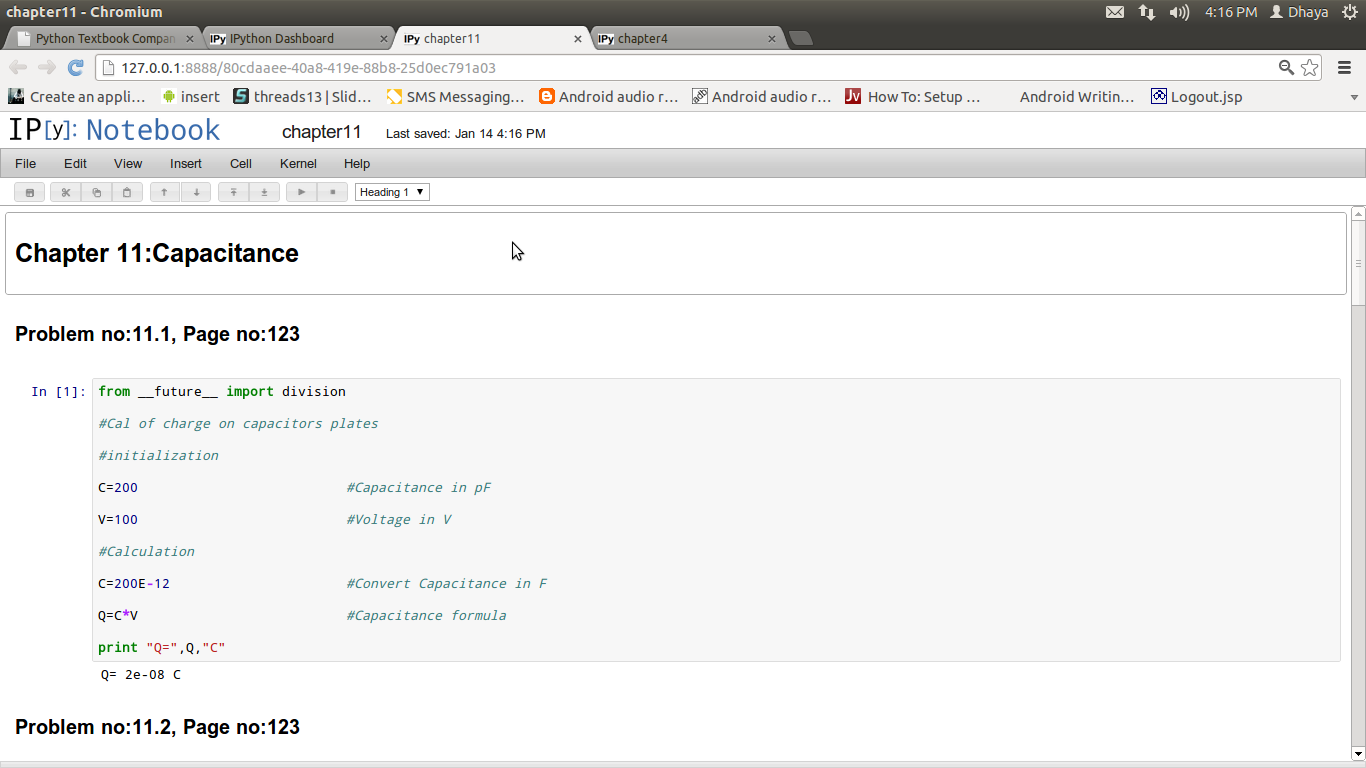 chapter11 - Chromium
4:16 PM Dhaya
Python Textbook Compan
IPy IPython Dashboard
IPy chapter11
IPy chapter4
127.0.0.1:8888/80cdaaee-40a8-419e-88b8-25d0ec791a03
Create an appli... insert threads13 | Slid... SMS Messaging... Android audio r... Android audio r... How To: Setup ... Android Writin... Logout.jsp
IP[y]: Notebook chapter11 Last saved: Jan 14 4:16 PM
File Edit View Insert Cell Kernel Help
Heading 1
Chapter 11:Capacitance
Problem no:11.1, Page no:123
In [1]: from __future__ import division
#Cal of charge on capacitors plates
#initialization
C=200 #Capacitance in pF
V=100 #Voltage in V
#Calculation
C=200E-12 #Convert Capacitance in F
Q=C*V #Capacitance formula
print "Q=",Q,"C"
Q= 2e-08 C
Problem no:11.2, Page no:123